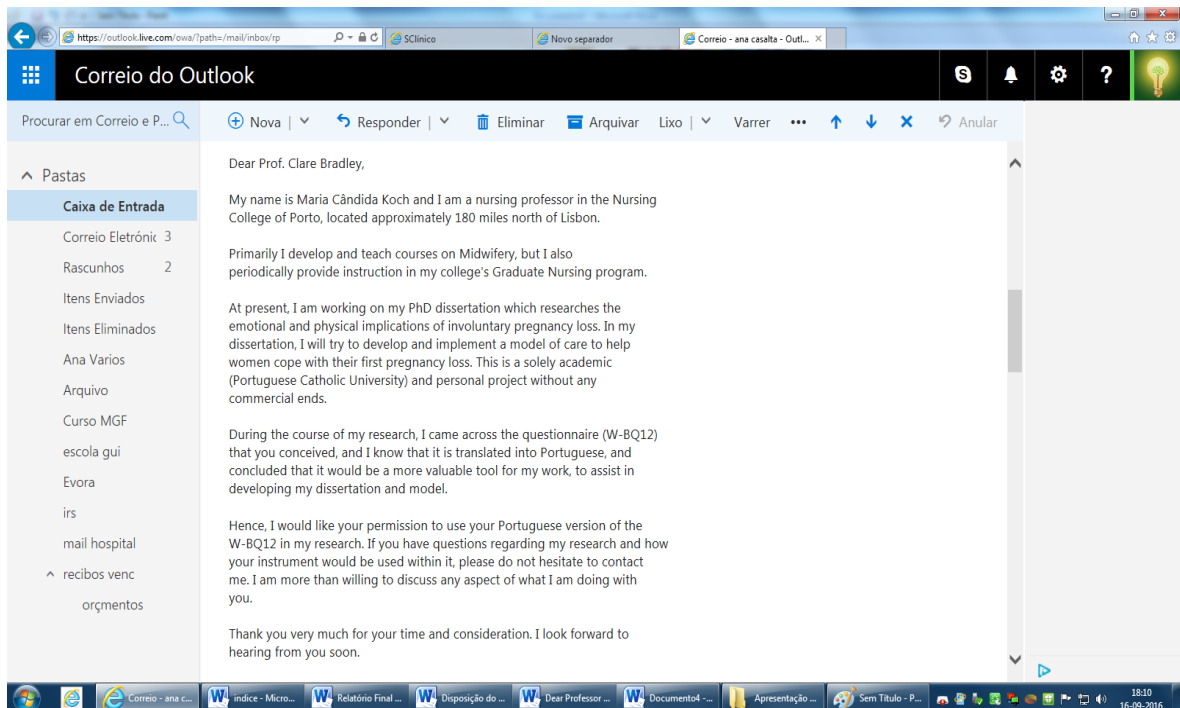 https://outlook.live.com/owa/?path=/mail/inbox/rp
SClínico
Novo separador
Correio - ana casalta - Outl...
Correio do Outlook
Procurar em Correio e P...
Nova
Responder
Eliminar
Arquivar
Lixo
Varrer
Anular
Pastas
Caixa de Entrada
Correio Eletrónic 3
Rascunhos 2
Itens Enviados
Itens Eliminados
Ana Varios
Arquivo
Curso MGF
escola gui
Evora
irs
mail hospital
recibos venc
orçmentos
Dear Prof. Clare Bradley,
My name is Maria Cândida Koch and I am a nursing professor in the Nursing
College of Porto, located approximately 180 miles north of Lisbon.
Primarily I develop and teach courses on Midwifery, but I also
periodically provide instruction in my college's Graduate Nursing program.
At present, I am working on my PhD dissertation which researches the
emotional and physical implications of involuntary pregnancy loss. In my
dissertation, I will try to develop and implement a model of care to help
women cope with their first pregnancy loss. This is a solely academic
(Portuguese Catholic University) and personal project without any
commercial ends.
During the course of my research, I came across the questionnaire (W-BQ12)
that you conceived, and I know that it is translated into Portuguese, and
concluded that it would be a more valuable tool for my work, to assist in
developing my dissertation and model.
Hence, I would like your permission to use your Portuguese version of the
W-BQ12 in my research. If you have questions regarding my research and how
your instrument would be used within it, please do not hesitate to contact
me. I am more than willing to discuss any aspect of what I am doing with
you.
Thank you very much for your time and consideration. I look forward to
hearing from you soon.
Correio - ana c...
indice - Micro...
Relatório Final ...
Disposição do ...
Dear Professor ...
Documento4 -...
Apresentação ...
Sem Título - P...
18:10
16-09-2016